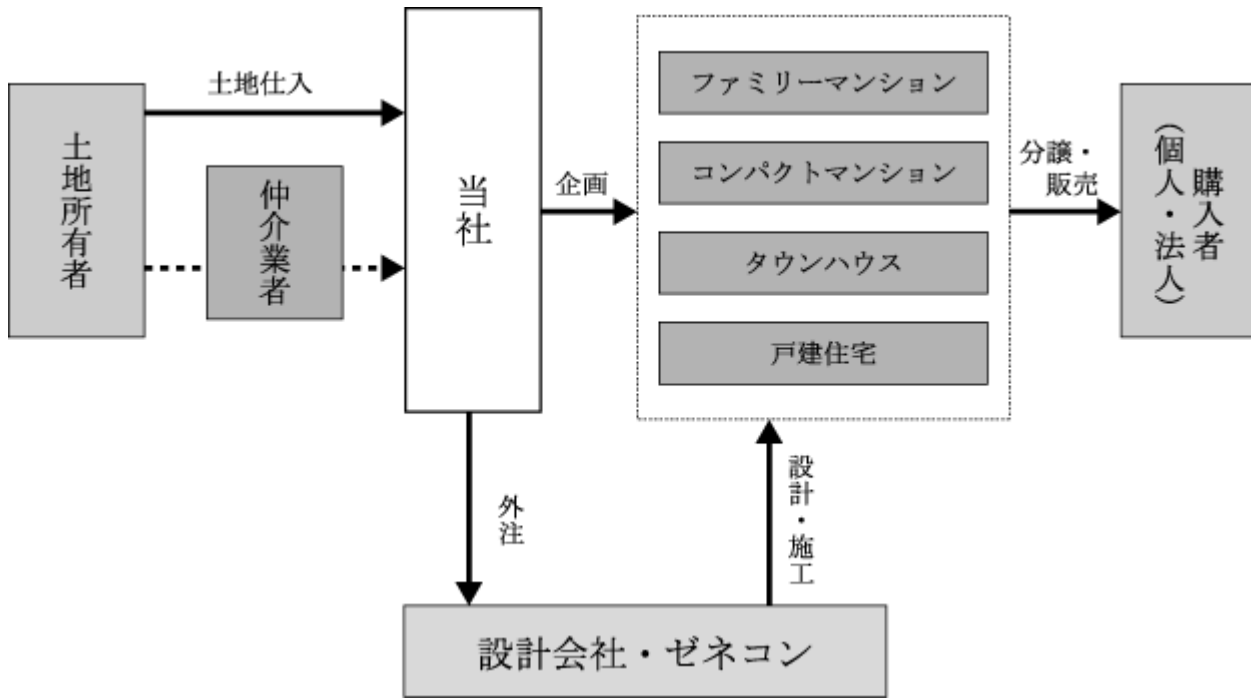 土地所有者
土地仕入
仲介業者
当社
企画
ファミリーマンション
コンパクトマンション
タウンハウス
戸建住宅
分譲・
販売
購入者
（個人・法人）
外注
設計・施工
設計会社・ゼネコン